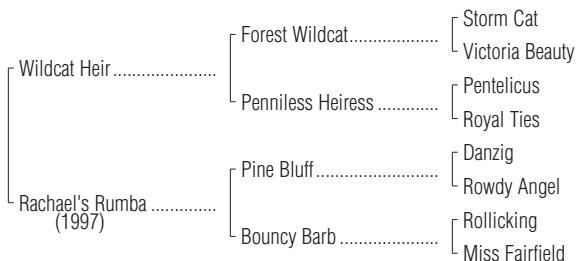 Storm Cat
Forest Wildcat....................
Victoria Beauty
Wildcat Heir.......................
Pentelicus
Penniless Heiress .............
Royal Ties
Danzig
Pine Bluff...........................
Rowdy Angel
Rachael's Rumba ..............
(1997)
Rollicking
Bouncy Barb ......................
Miss Fairfield